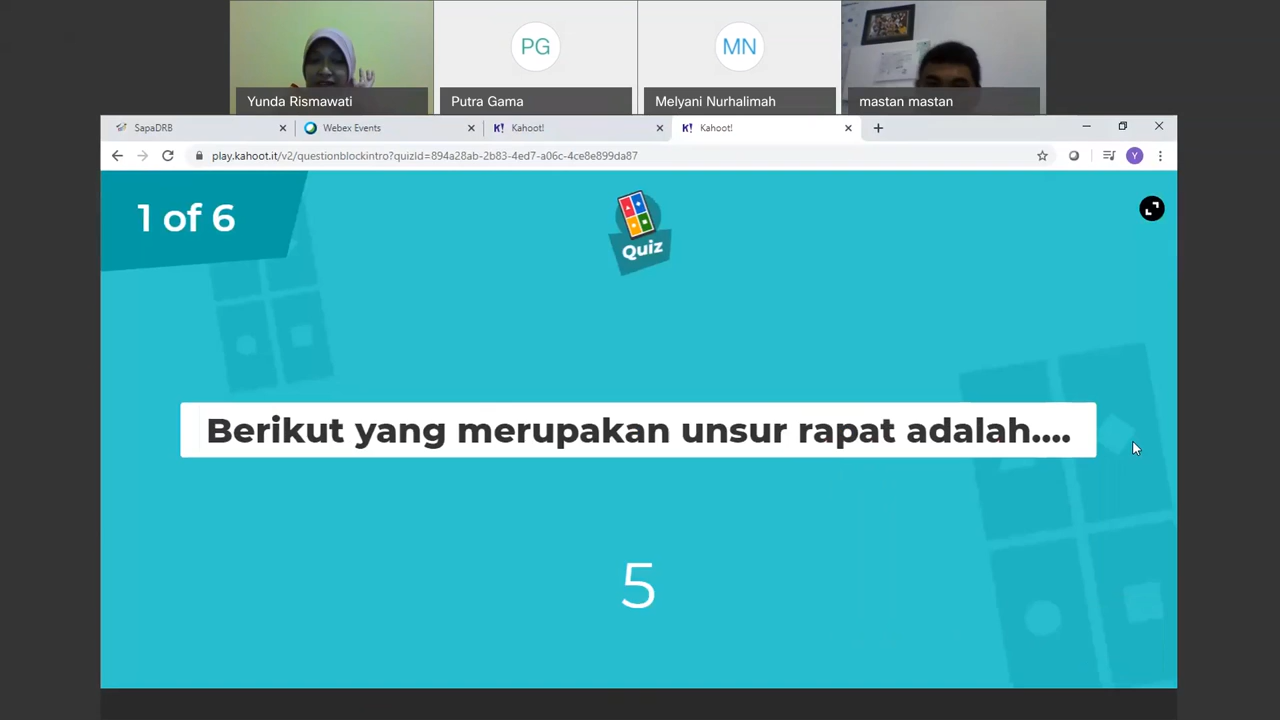 PG
MN
Yunda Rismawati
Putra Gama
Melyani Nurhalimah
mastan mastan
SapaDRB
Webex Events
K! Kahoot!
K! Kahoot!
play.kahoot.it/v2/questionblockintro?quizId=894a28ab-2b83-4ed7-a06c-4ce8e899da87
Y
1 of 6
Quiz
Berikut yang merupakan unsur rapat adalah....
5